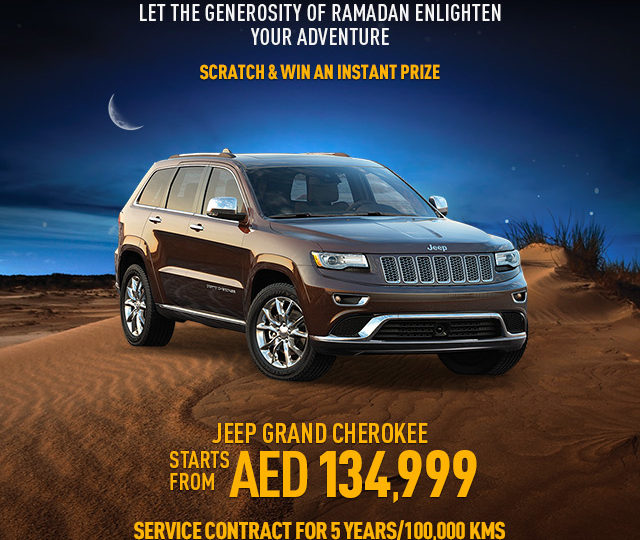 LET THE GENEROSITY OF RAMADAN ENLIGHTEN
YOUR ADVENTURE
SCRATCH & WIN AN INSTANT PRIZE
Jeep
JEEP GRAND CHEROKEE
STARTS FROM AED 134,999
SERVICE CONTRACT FOR 5 YEARS/100,000 KMS